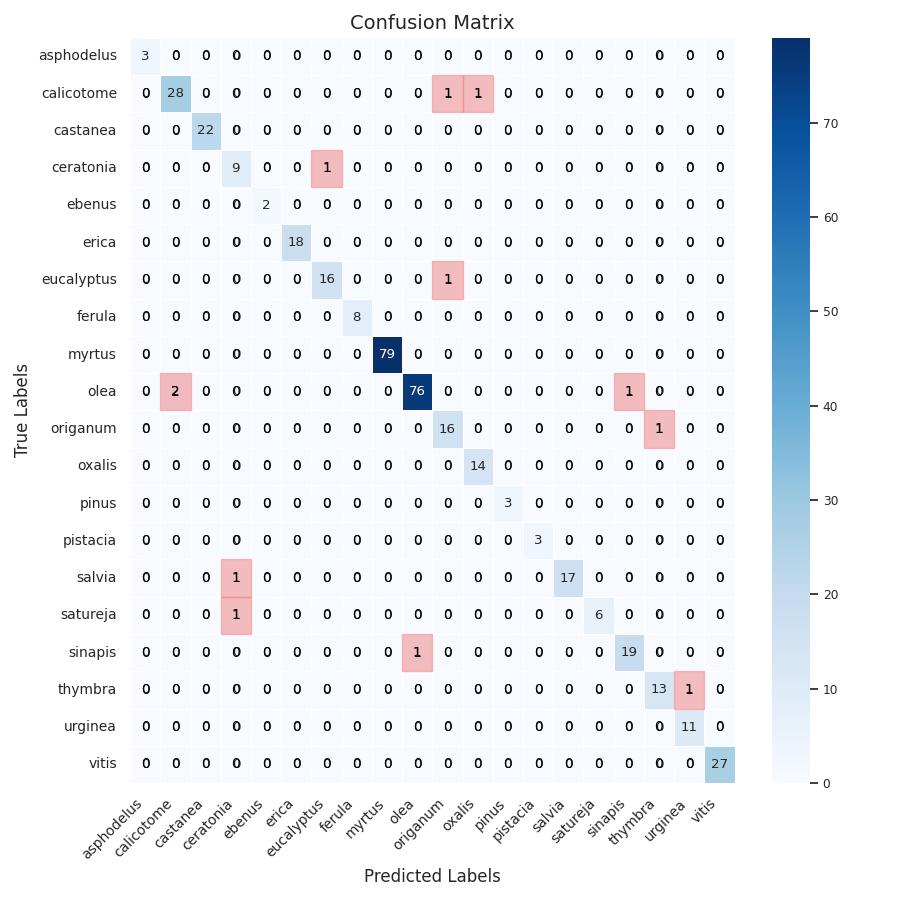 Confusion Matrix
True Labels
asphodelus 3 0 0 0 0 0 0 0 0 0 0 0 0 0 0 0 0 0 0 0
calicotome 0 28 0 0 0 0 0 0 0 0 1 1 0 0 0 0 0 0 0 0
castanea 0 0 22 0 0 0 0 0 0 0 0 0 0 0 0 0 0 0 0 0
ceratonia 0 0 0 9 0 0 1 0 0 0 0 0 0 0 0 0 0 0 0 0
ebenus 0 0 0 0 2 0 0 0 0 0 0 0 0 0 0 0 0 0 0 0
erica 0 0 0 0 0 18 0 0 0 0 0 0 0 0 0 0 0 0 0 0
eucalyptus 0 0 0 0 0 0 16 0 0 0 1 0 0 0 0 0 0 0 0 0
ferula 0 0 0 0 0 0 0 8 0 0 0 0 0 0 0 0 0 0 0 0
myrtus 0 0 0 0 0 0 0 0 79 0 0 0 0 0 0 0 0 0 0 0
olea 0 2 0 0 0 0 0 0 0 76 0 0 0 0 0 0 1 0 0 0
origanum 0 0 0 0 0 0 0 0 0 0 16 0 0 0 0 0 0 1 0 0
oxalis 0 0 0 0 0 0 0 0 0 0 0 14 0 0 0 0 0 0 0 0
pinus 0 0 0 0 0 0 0 0 0 0 0 0 3 0 0 0 0 0 0 0
pistacia 0 0 0 0 0 0 0 0 0 0 0 0 0 3 0 0 0 0 0 0
salvia 0 0 0 1 0 0 0 0 0 0 0 0 0 0 17 0 0 0 0 0
satureja 0 0 0 1 0 0 0 0 0 0 0 0 0 0 0 6 0 0 0 0
sinapis 0 0 0 0 0 0 0 0 0 1 0 0 0 0 0 0 19 0 0 0
thymbra 0 0 0 0 0 0 0 0 0 0 0 0 0 0 0 0 0 13 1 0
urginea 0 0 0 0 0 0 0 0 0 0 0 0 0 0 0 0 0 0 11 0
vitis 0 0 0 0 0 0 0 0 0 0 0 0 0 0 0 0 0 0 0 27
asphodelus calicotome castanea ceratonia ebenus erica eucalyptus ferula myrtus olea origanum oxalis pinus pistacia salvia satureja sinapis thymbra urginea vitis
Predicted Labels
70
60
50
40
30
20
10
0